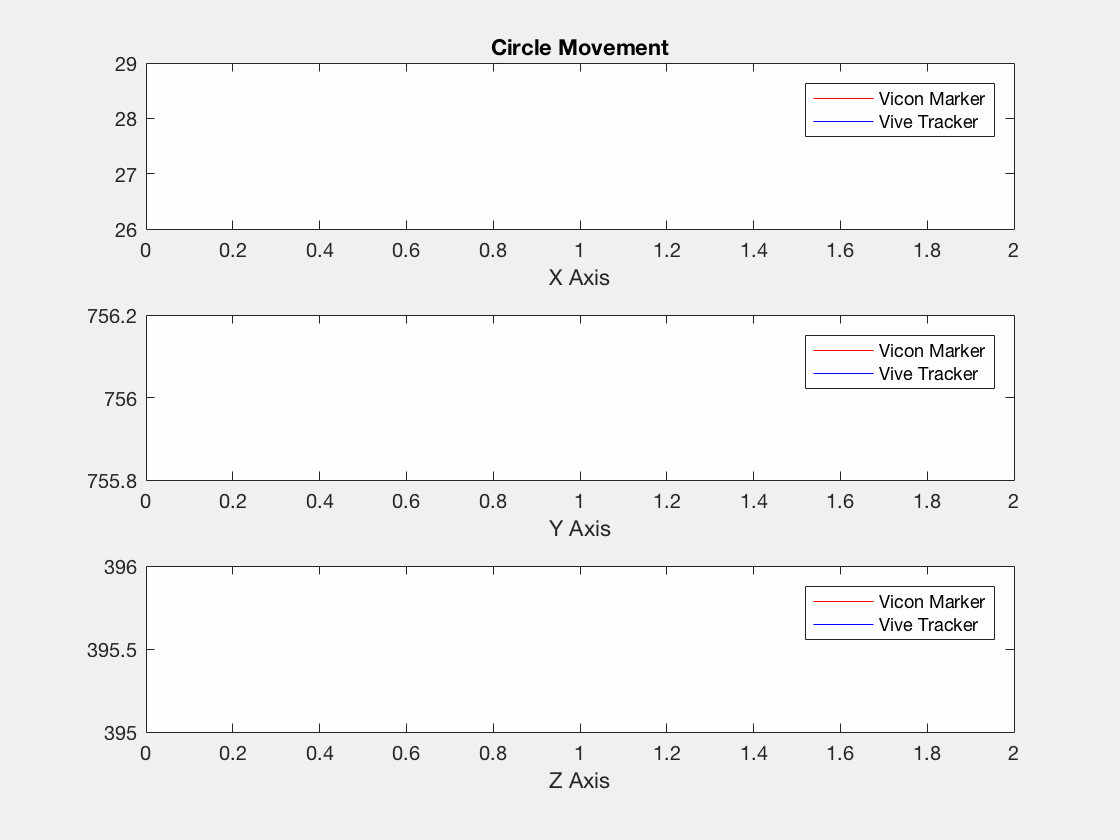 Circle Movement
29
28
27
26
Vicon Marker
Vive Tracker
0 0.2 0.4 0.6 0.8 1 1.2 1.4 1.6 1.8 2
X Axis
756.2
756
755.8
Vicon Marker
Vive Tracker
0 0.2 0.4 0.6 0.8 1 1.2 1.4 1.6 1.8 2
Y Axis
396
395.5
395
Vicon Marker
Vive Tracker
0 0.2 0.4 0.6 0.8 1 1.2 1.4 1.6 1.8 2
Z Axis